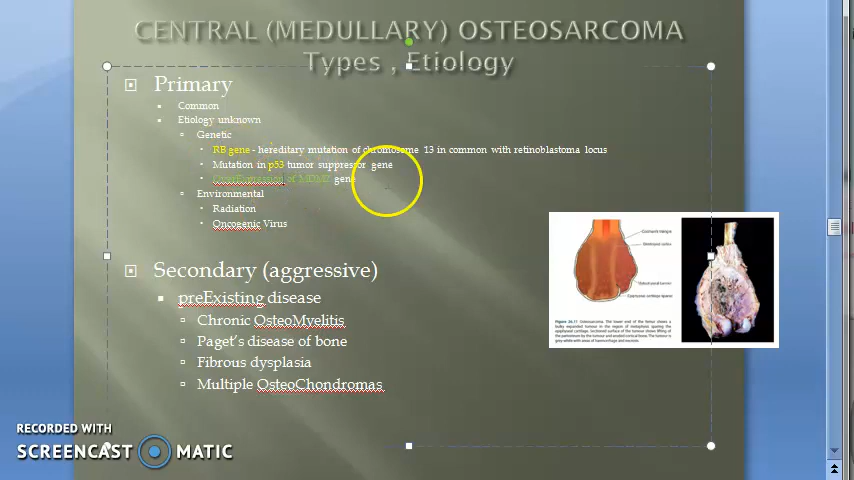 CENTRAL (MEDULLARY) OSTEOSARCOMA
Types , Etiology
Primary
Common
Etiology unknown
Genetic
RB gene - hereditary mutation of chromosome 13 in common with retinoblastoma locus
Mutation in p53 tumor suppressor gene
OverExpression of MDM2 gene
Environmental
Radiation
Oncogenic Virus
Secondary (aggressive)
preExisting disease
Chronic OsteoMyelitis
Paget's disease of bone
Fibrous dysplasia
Multiple OsteoChondromas
RECORDED WITH
SCREENCAST MATIC